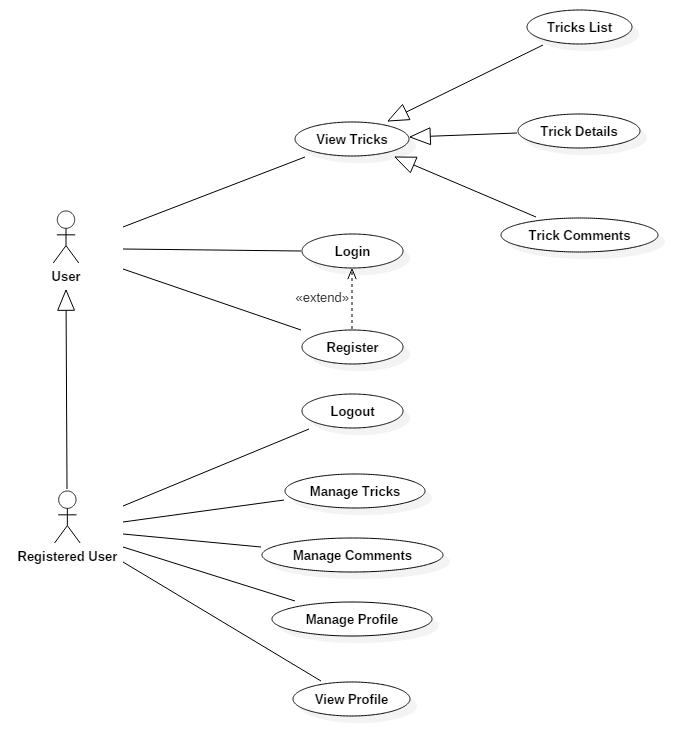 Tricks List
View Tricks
Trick Details
Trick Comments
User
Login
«extend»
Register
Logout
Manage Tricks
Registered User
Manage Comments
Manage Profile
View Profile